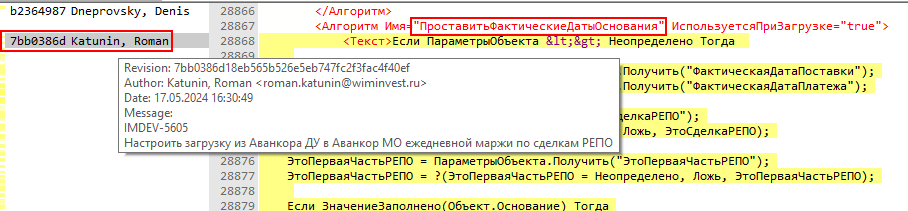 b2364987 Dneprovsky, Denis 28866 </Алгоритм>
28867 <Алгоритм Имя="ПроставитьФактическиеДатыОснования" ИспользуетсяПриЗагрузке="true">
7bb0386d Katunin, Roman 28868 <Текст>Если ПараметрыОбъекта &lt;&gt; Неопределено Тогда
Revision: 7bb0386d18eb565b526e5eb747fc2f3fac4f40ef .Получить("ФактическаяДатаПоставки");
Author: Katunin, Roman <roman.katunin@wiminvest.ru> .Получить("ФактическаяДатаПлатежа");
Date: 17.05.2024 16:30:49
Message: сделкаРЕПО");
IMDEV-5605 Ложь, ЭтоСделкаРЕПО);
Настроить загрузку из Аванкора ДУ в Аванкор МО ежедневной маржи по сделкам РЕПО
28876 ЭтоПерваяЧастьРЕПО = ПараметрыОбъекта.Получить("ЭтоПерваяЧастьРЕПО");
28877 ЭтоПерваяЧастьРЕПО = ?(ЭтоПерваяЧастьРЕПО = Неопределено, Ложь, ЭтоПерваяЧастьРЕПО);
28878
28879 Если ЗначениеЗаполнено(Объект.Основание) Тогда